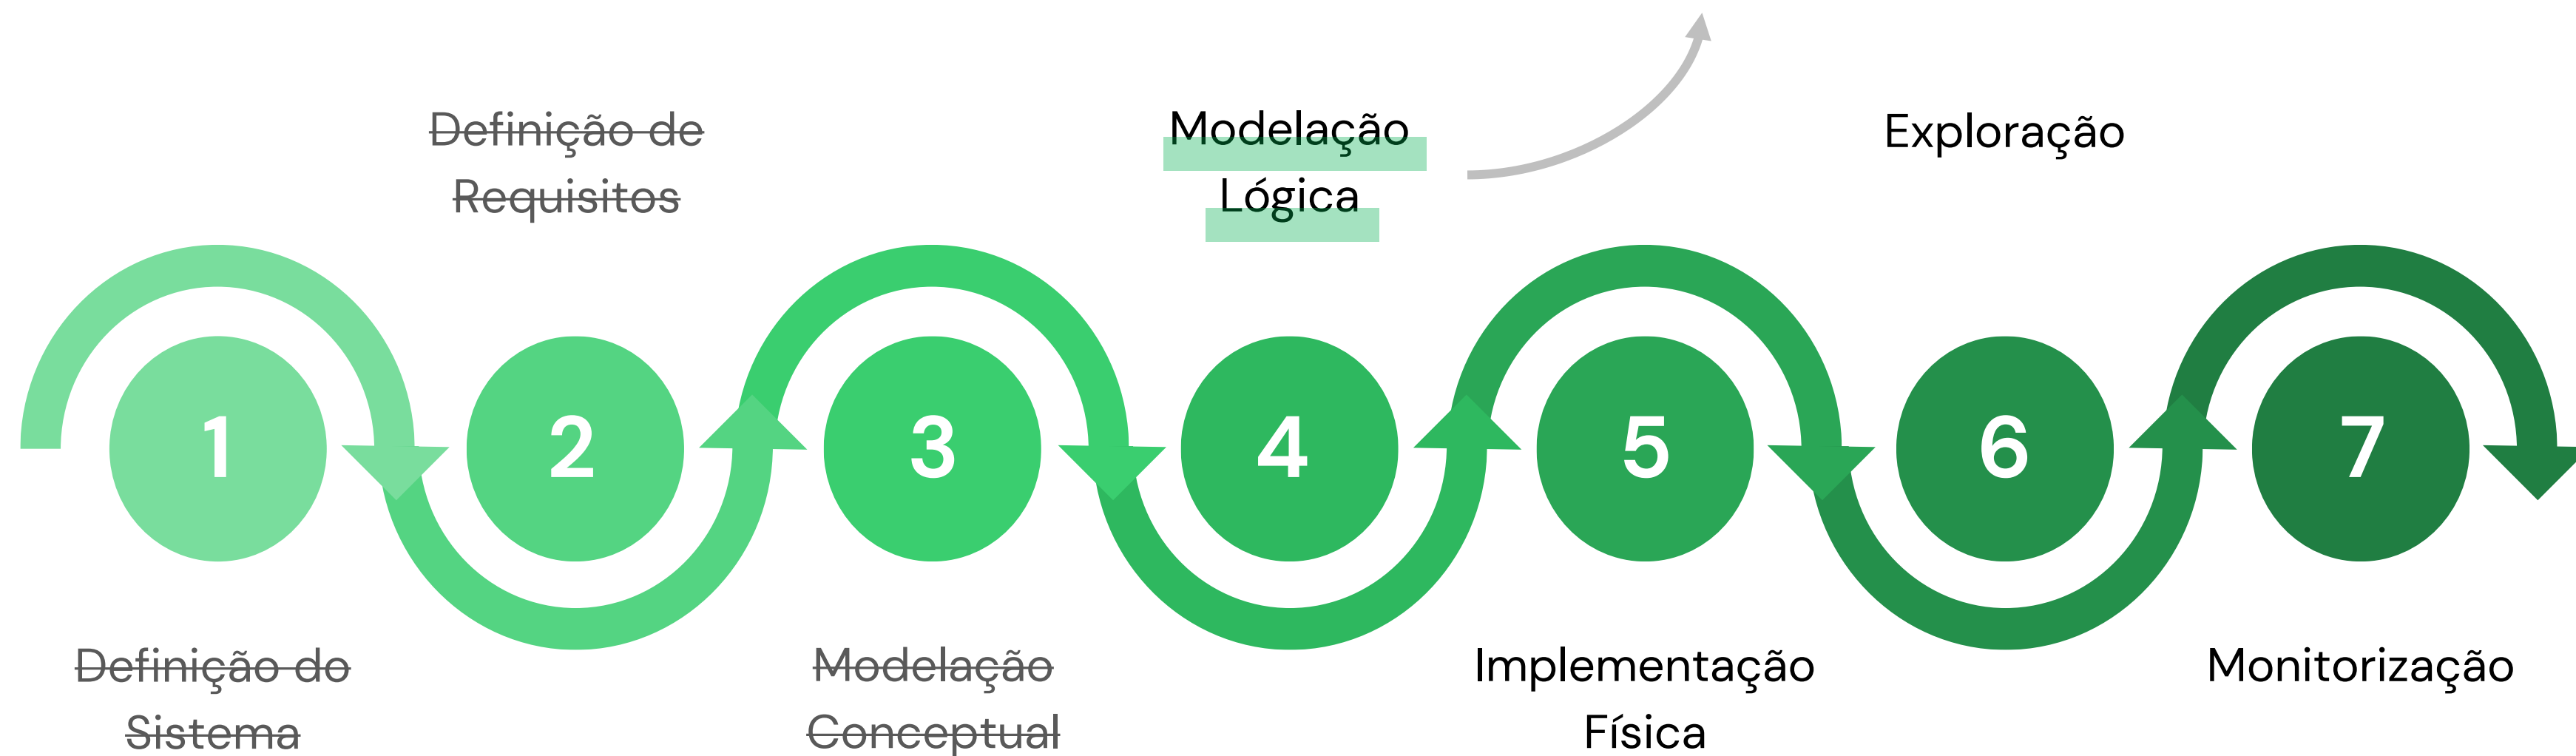 Definição de
Requisitos
Modelação
Lógica
Exploração
1
2
3
4
5
6
7
Definição do
Sistema
Modelação
Conceptual
Implementação
Física
Monitorização